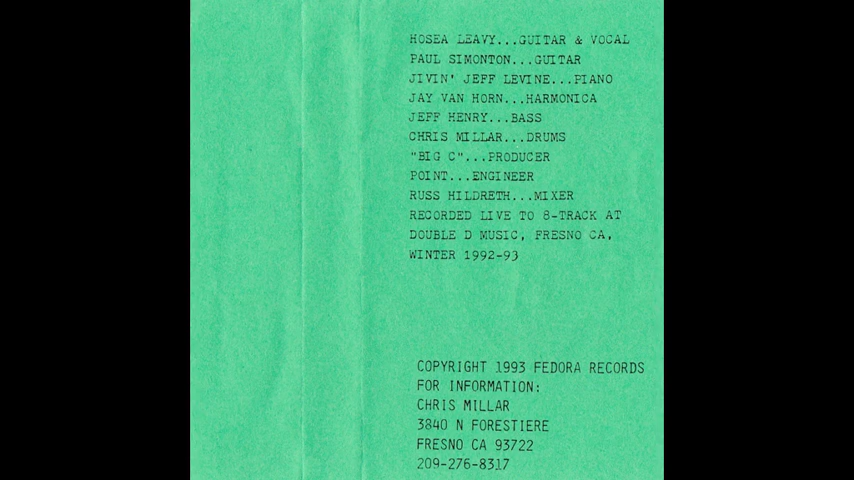 HOSEA LEAVY...GUITAR & VOCAL
PAUL SIMONTON...GUITAR
JIVIN' JEFF LEVINE...PIANO
JAY VAN HORN...HARMONICA
JEFF HENRY...BASS
CHRIS MILLAR...DRUMS
"BIG C"...PRODUCER
POINT...ENGINEER
RUSS HILDRETH...MIXER
RECORDED LIVE TO 8-TRACK AT
DOUBLE D MUSIC, FRESNO CA,
WINTER 1992-93
COPYRIGHT 1993 FEDORA RECORDS
FOR INFORMATION:
CHRIS MILLAR
3840 N FORESTIERE
FRESNO CA 93722
209-276-8317